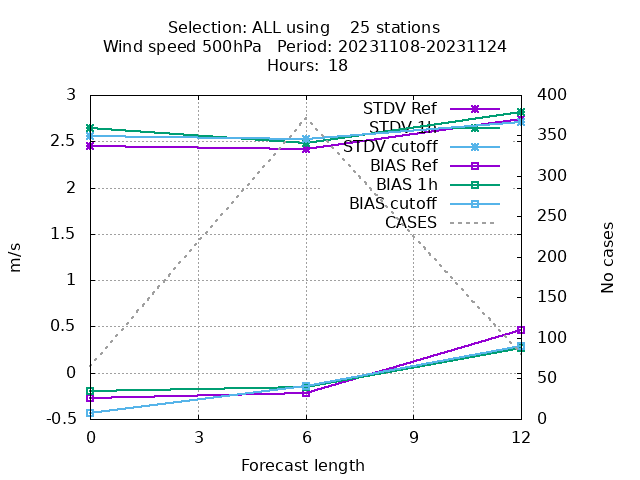 Selection: ALL using    25 stations
Wind speed 500hPa   Period: 20231108-20231124
Hours:  18
STDV Ref
STDV 1h
STDV cutoff
BIAS Ref
BIAS 1h
BIAS cutoff
CASES
3
2.5
2
1.5
1
0.5
0
-0.5
m/s
400
350
300
250
200
150
100
50
0
No cases
0 3 6 9 12
Forecast length